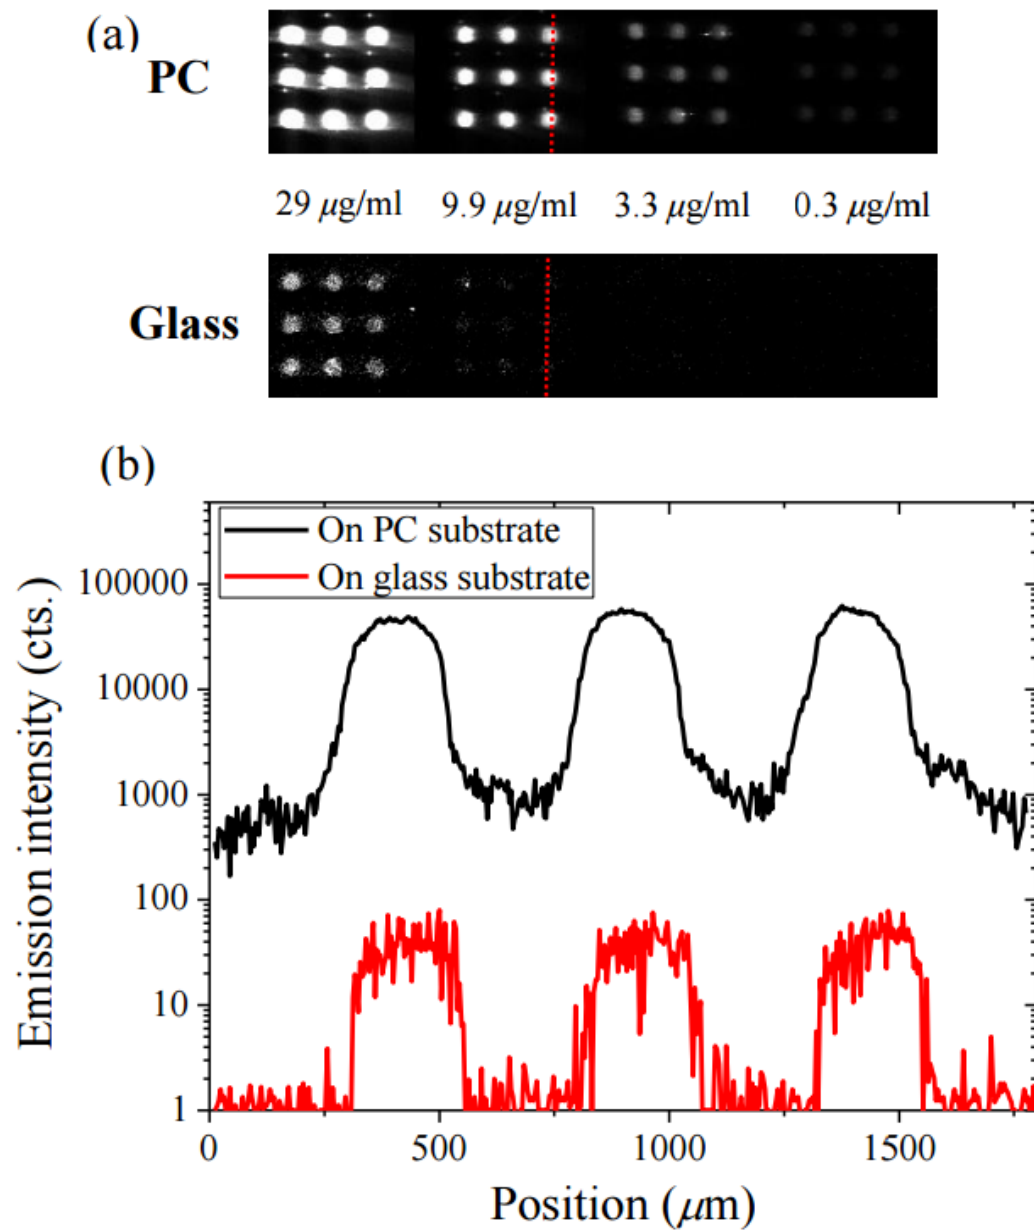 (a)
PC
29 μg/ml 9.9 μg/ml 3.3 μg/ml 0.3 μg/ml
Glass
(b)
On PC substrate
On glass substrate
Emission intensity (cts.)
100000
10000
1000
100
10
1
0 500 1000 1500
Position (μm)